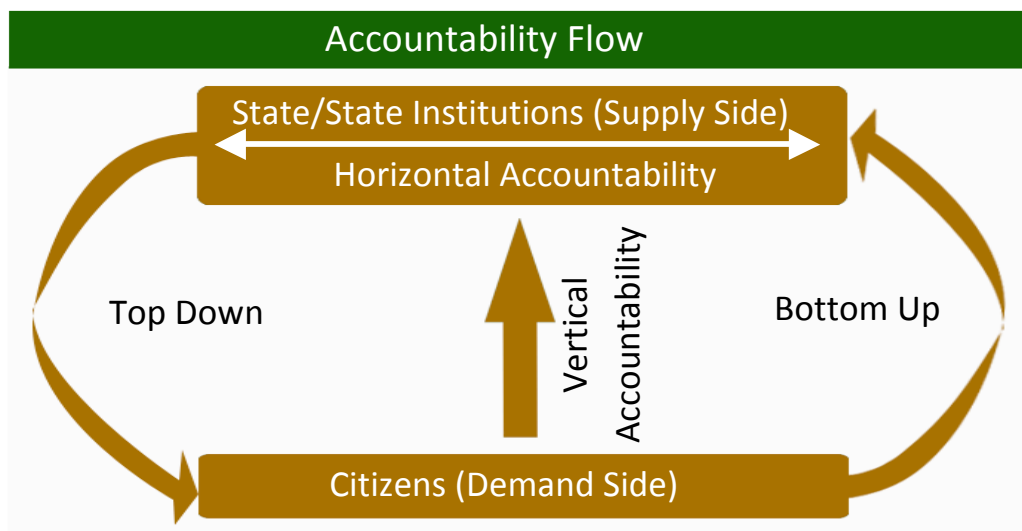 Accountability Flow
State/State Institutions (Supply Side)
Horizontal Accountability
Top Down
Vertical
Accountability
Bottom Up
Citizens (Demand Side)